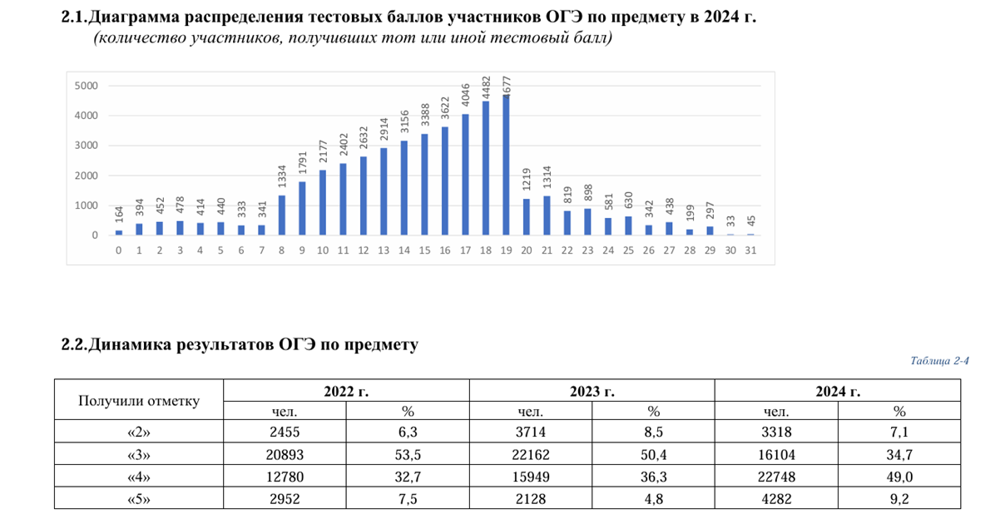 2.1.Диаграмма распределения тестовых баллов участников ОГЭ по предмету в 2024 г.
(количество участников, получивших тот или иной тестовый балл)
5000
4000
3000
2000
1000
0
164 394 452 478 414 440 333 341 1334 1791 2177 2402 2632 2914 3156 3388 3622 4046 4482 4677 1219 1314 819 898 581 630 342 438 199 297 33 45
0 1 2 3 4 5 6 7 8 9 10 11 12 13 14 15 16 17 18 19 20 21 22 23 24 25 26 27 28 29 30 31
2.2.Динамика результатов ОГЭ по предмету
Таблица 2-4
Получили отметку 2022 г. 2023 г. 2024 г.
чел. % чел. % чел. %
«2» 2455 6,3 3714 8,5 3318 7,1
«3» 20893 53,5 22162 50,4 16104 34,7
«4» 12780 32,7 15949 36,3 22748 49,0
«5» 2952 7,5 2128 4,8 4282 9,2